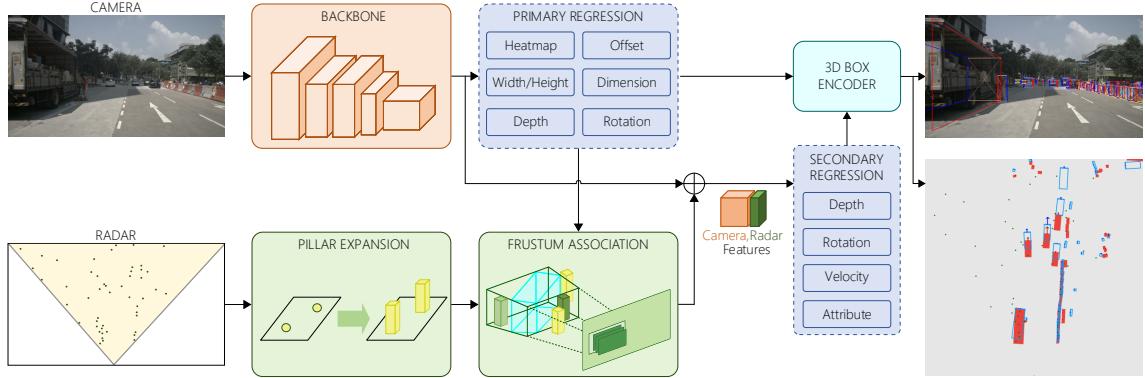 CAMERA
BACKBONE
PRIMARY REGRESSION
Heatmap
Offset
Width/Height
Dimension
Depth
Rotation
3D BOX
ENCODER
SECONDARY
REGRESSION
Depth
Rotation
Velocity
Attribute
Camera,Radar
Features
RADAR
PILLAR EXPANSION
FRUSTUM ASSOCIATION